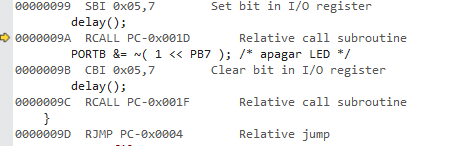 00000099 SBI 0x05,7 Set bit in I/O register
delay();
0000009A RCALL PC-0x001D Relative call subroutine
PORTB &= ~( 1 << PB7 ); /* apagar LED */
0000009B CBI 0x05,7 Clear bit in I/O register
delay();
0000009C RCALL PC-0x001F Relative call subroutine
}
0000009D RJMP PC-0x0004 Relative jump